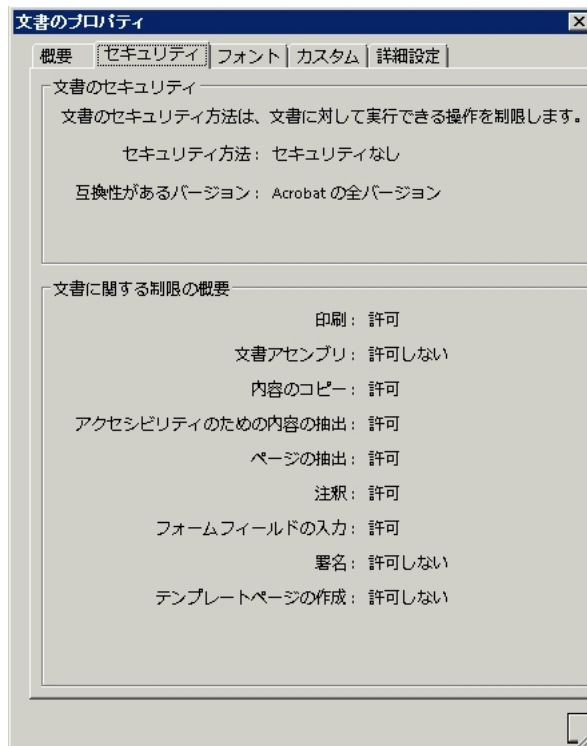 文書のプロパティ
概要 セキュリティ フォント カスタム 詳細設定
文書のセキュリティ
文書のセキュリティ方法は、文書に対して実行できる操作を制限します。
セキュリティ方法： セキュリティなし
互換性があるバージョン： Acrobat の全バージョン
文書に関する制限の概要
印刷： 許可
文書アセンブリ： 許可しない
内容のコピー： 許可
アクセシビリティのための内容の抽出： 許可
ページの抽出： 許可
注釈： 許可
フォームフィールドの入力： 許可
署名： 許可しない
テンプレートページの作成： 許可しない